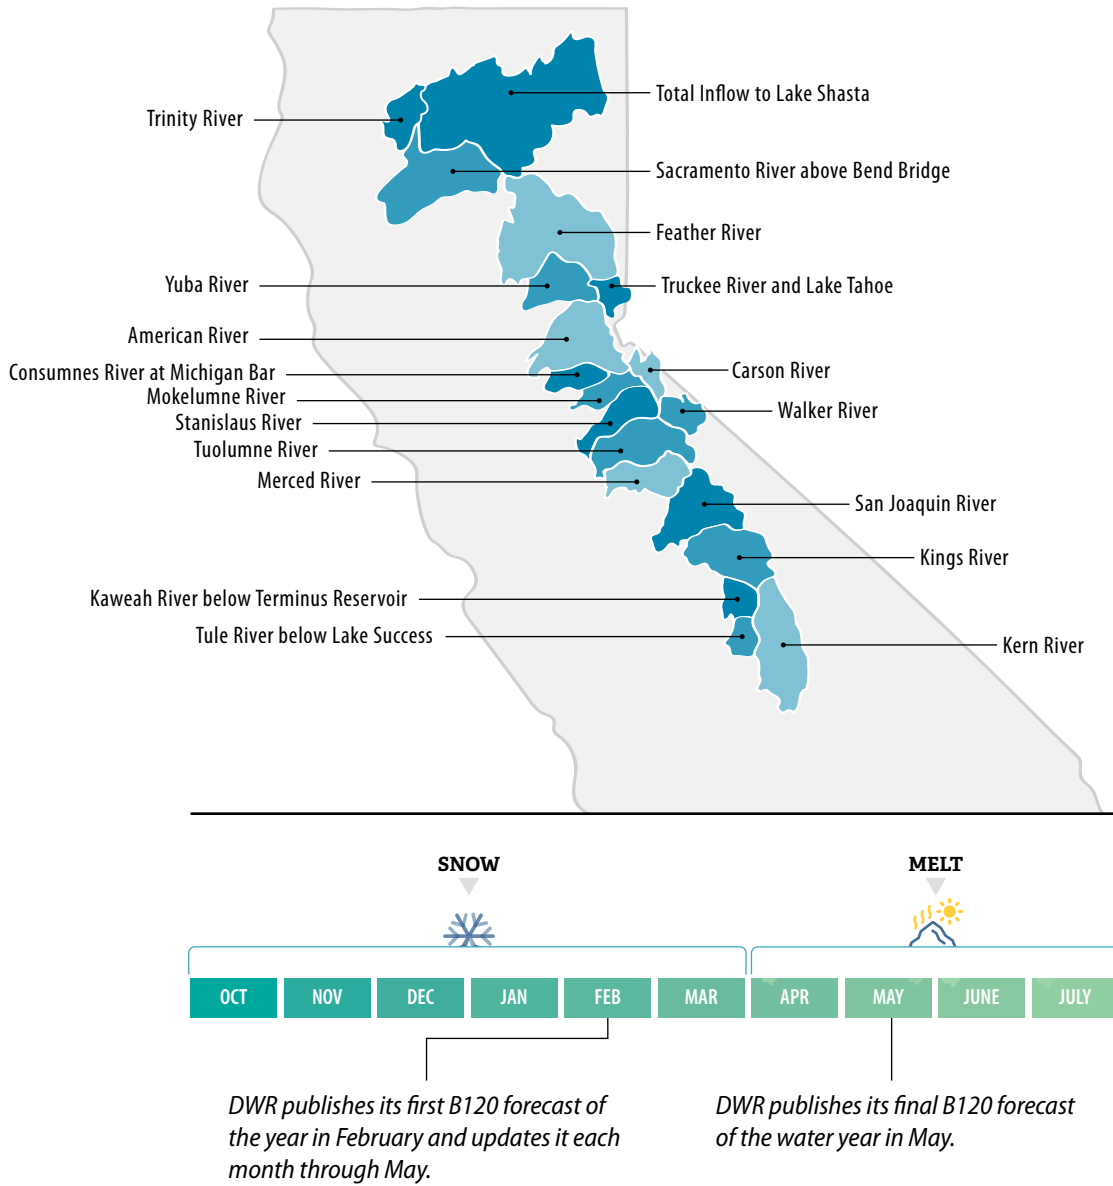 Total Inflow to Lake Shasta
Trinity River
Sacramento River above Bend Bridge
Feather River
Yuba River
Truckee River and Lake Tahoe
American River
Consumnes River at Michigan Bar
Carson River
Mokelumne River
Walker River
Stanislaus River
Tuolumne River
Merced River
San Joaquin River
Kings River
Kaweah River below Terminus Reservoir
Tule River below Lake Success
Kern River
SNOW
MELT
OCT NOV DEC JAN FEB MAR APR MAY JUNE JULY
DWR publishes its first B120 forecast of
the year in February and updates it each
month through May.
DWR publishes its final B120 forecast
of the water year in May.